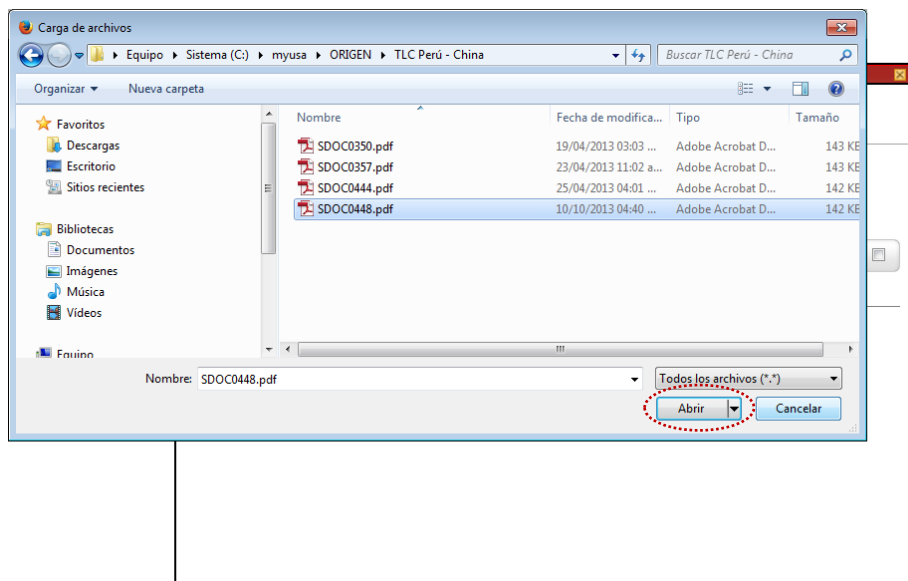 Carga de archivos
Equipo Sistema (C:) myusa ORIGEN TLC Perú - China
Buscar TLC Perú - China
Organizar Nueva carpeta
Nombre Fecha de modifica... Tipo Tamaño
Favoritos
Descargas
Escritorio
Sitios recientes
Bibliotecas
Documentos
Imágenes
Música
Vídeos
Equipo
SDOC0350.pdf 19/04/2013 03:03 ... Adobe Acrobat D... 143 KB
SDOC0357.pdf 23/04/2013 11:02 a... Adobe Acrobat D... 143 KB
SDOC0444.pdf 25/04/2013 04:01 ... Adobe Acrobat D... 142 KB
SDOC0448.pdf 10/10/2013 04:40 ... Adobe Acrobat D... 142 KB
Nombre: SDOC0448.pdf
Todos los archivos (*.*)
Abrir Cancelar